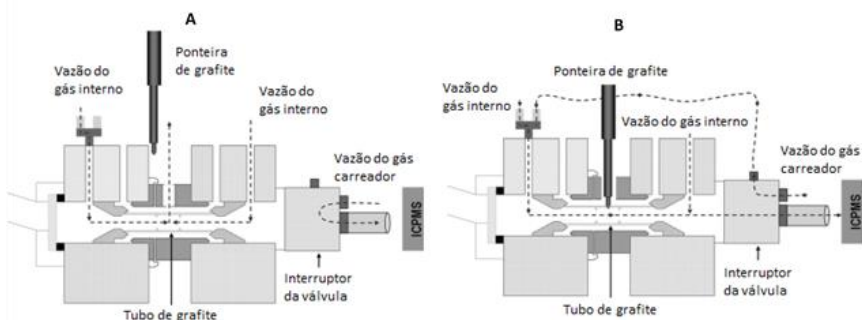 A
Ponteira
de grafite
Vazão do
gás interno
Vazão do
gás interno
Vazão do gás
carreador
ICPMS
Interruptor
da válvula
Tubo de grafite
B
Ponteira de grafite
Vazão do
gás interno
Vazão do gás interno
Vazão do gás
carreador
ICPMS
Interruptor
da válvula
Tubo de grafite